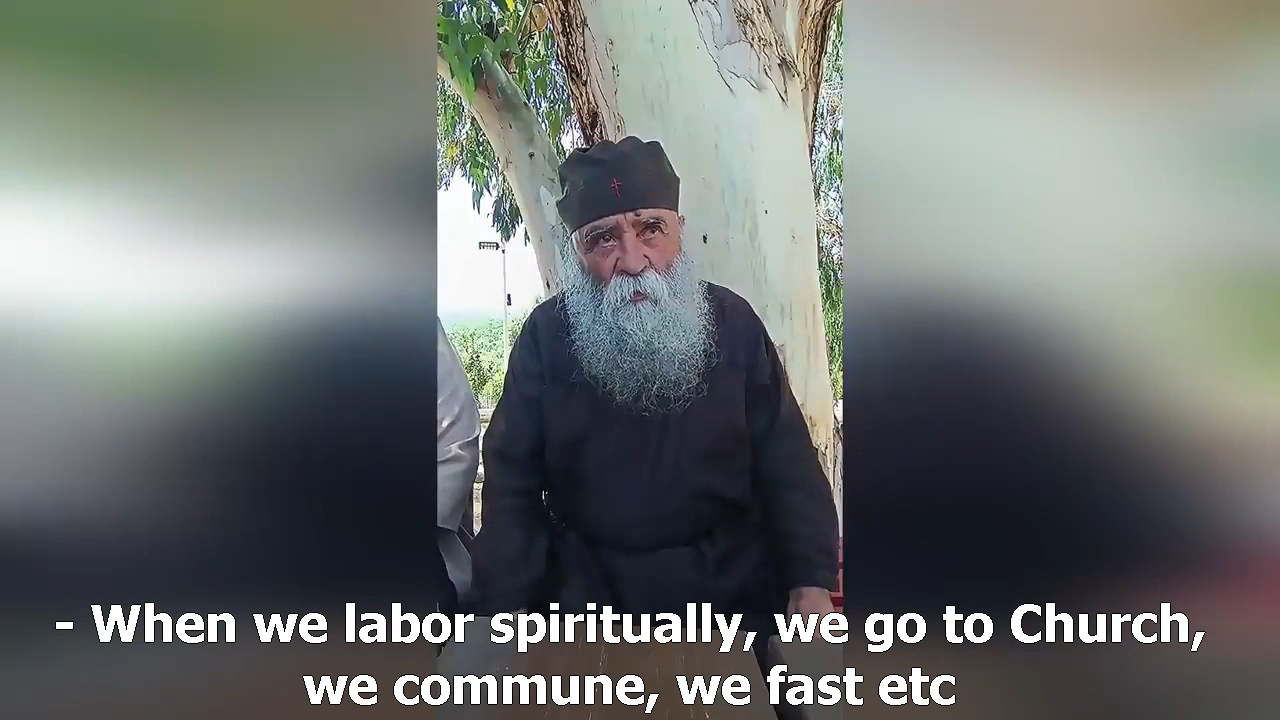 - When we labor spiritually, we go to Church,
we commune, we fast etc